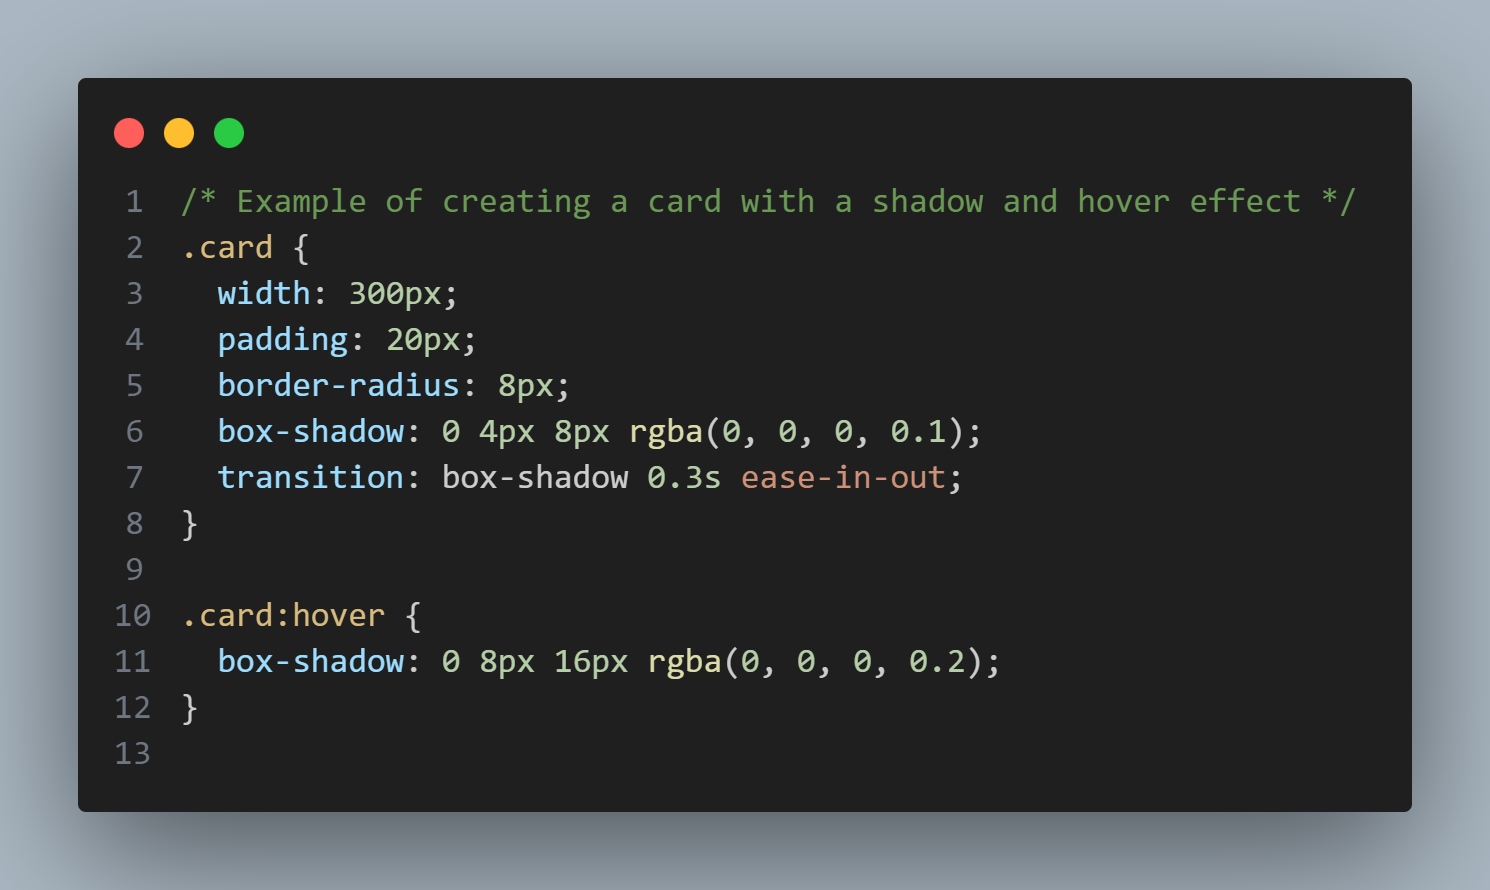 1 /* Example of creating a card with a shadow and hover effect */
2 .card {
3   width: 300px;
4   padding: 20px;
5   border-radius: 8px;
6   box-shadow: 0 4px 8px rgba(0, 0, 0, 0.1);
7   transition: box-shadow 0.3s ease-in-out;
8 }
9
10 .card:hover {
11   box-shadow: 0 8px 16px rgba(0, 0, 0, 0.2);
12 }
13